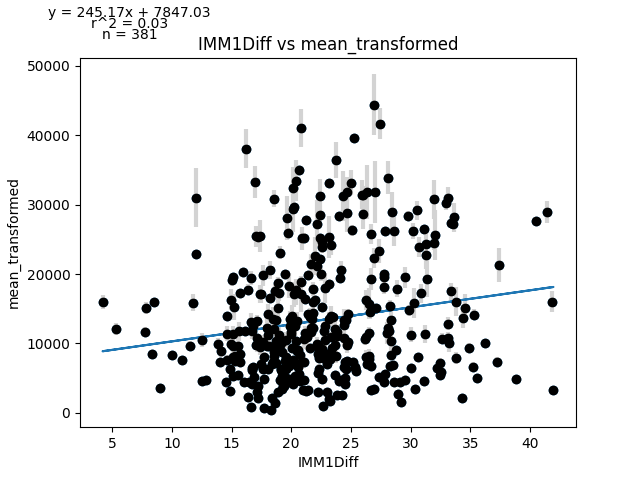 y = 245.17x + 7847.03
r^2 = 0.03
n = 381
IMM1Diff vs mean_transformed
50000
40000
30000
20000
10000
0
mean_transformed
5 10 15 20 25 30 35 40
IMM1Diff